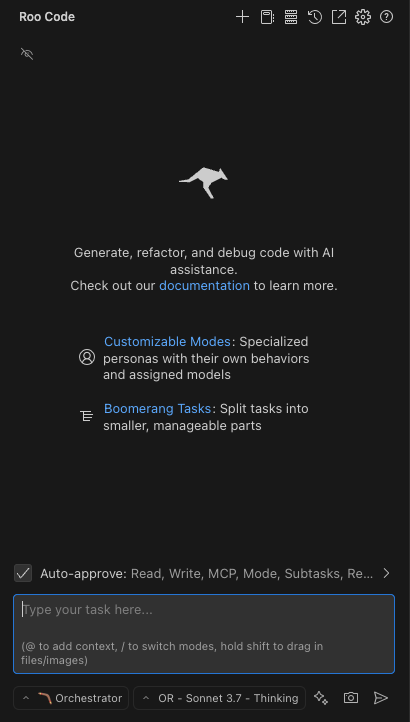 Roo Code
Generate, refactor, and debug code with AI
assistance.
Check out our documentation to learn more.
Customizable Modes: Specialized
personas with their own behaviors
and assigned models
Boomerang Tasks: Split tasks into
smaller, manageable parts
Auto-approve: Read, Write, MCP, Mode, Subtasks, Re...
Type your task here...
(@ to add context, / to switch modes, hold shift to drag in
files/images)
Orchestrator
OR - Sonnet 3.7 - Thinking